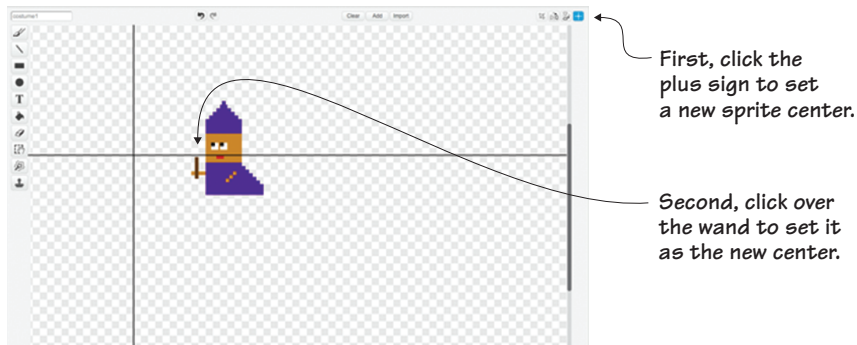 costume1
Clear Add Import
T
First, click the
plus sign to set
a new sprite center.
Second, click over
the wand to set it
as the new center.